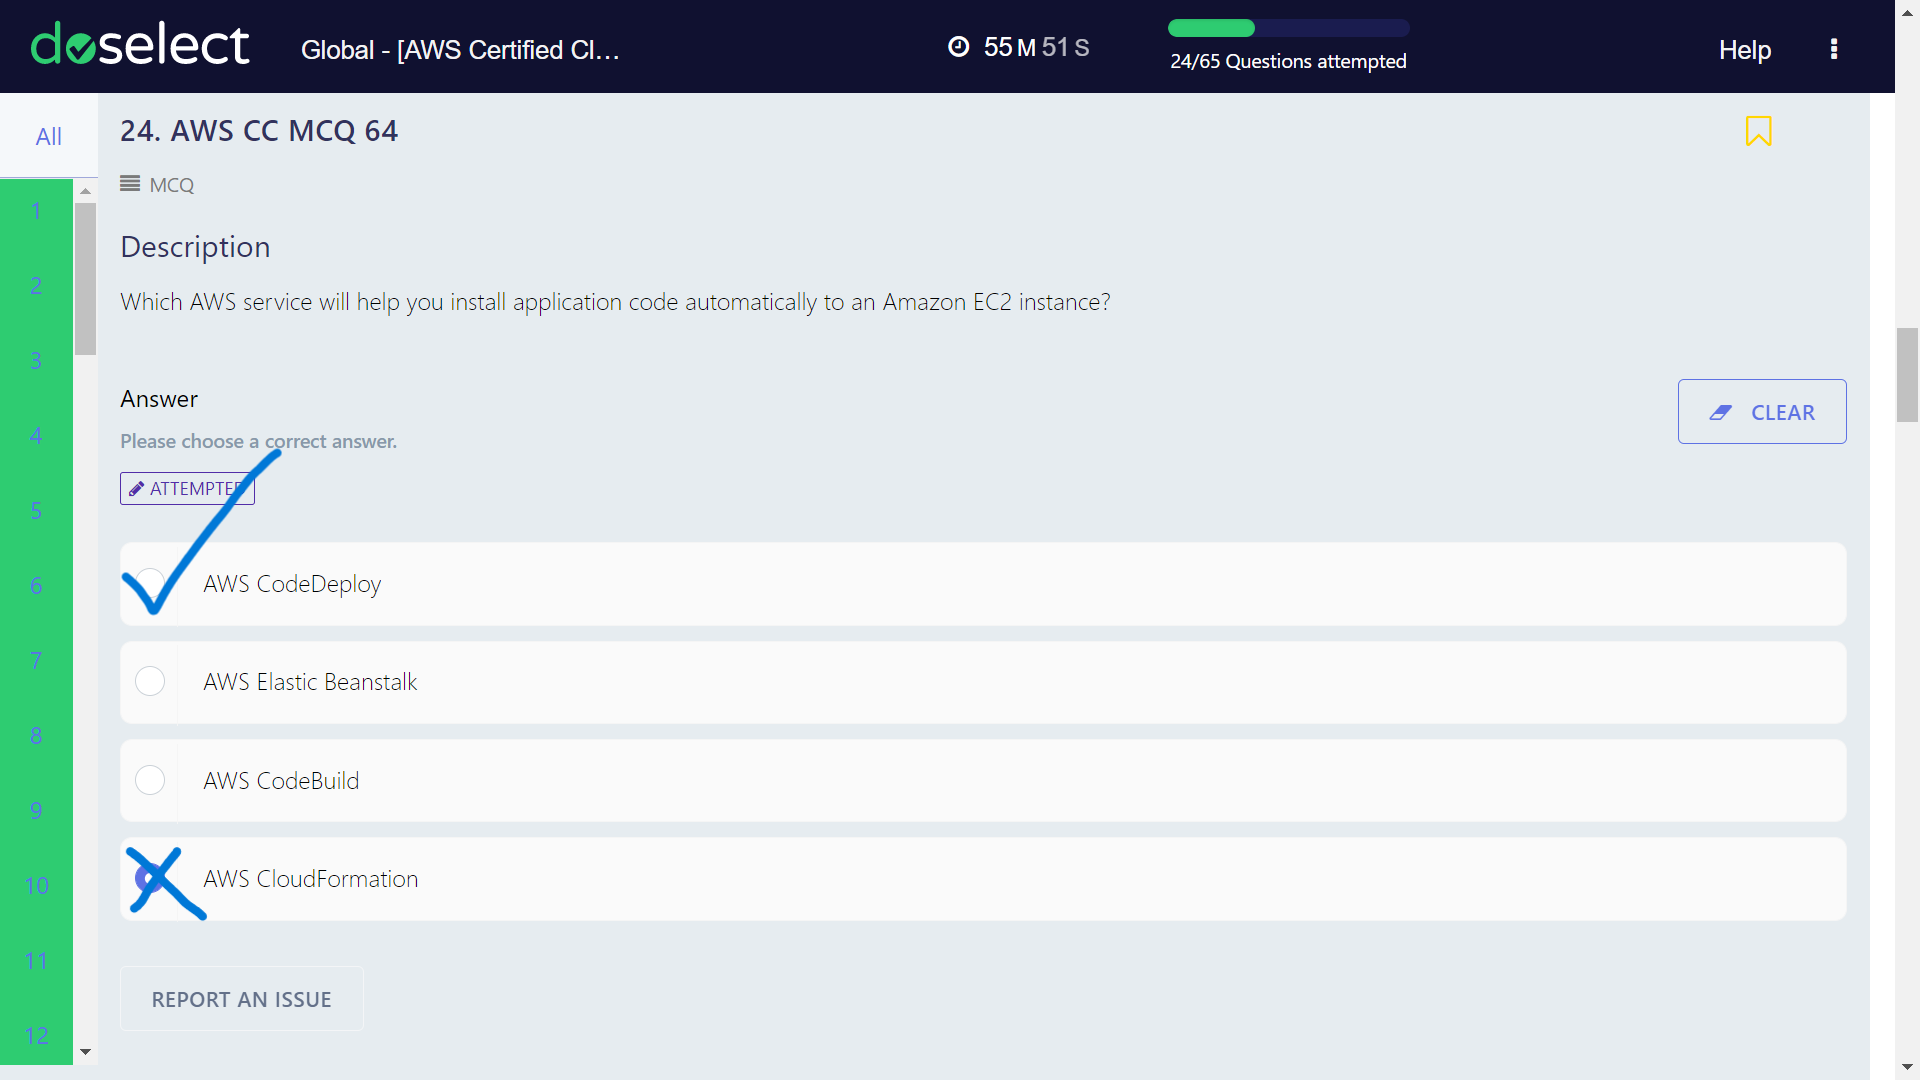 doselect
Global - [AWS Certified Cl...
55 M 51 S
24/65 Questions attempted
Help
All
24. AWS CC MCQ 64
MCQ
Description
Which AWS service will help you install application code automatically to an Amazon EC2 instance?
Answer
CLEAR
Please choose a correct answer.
ATTEMPTED
AWS CodeDeploy
AWS Elastic Beanstalk
AWS CodeBuild
AWS CloudFormation
REPORT AN ISSUE
1
2
3
4
5
6
7
8
9
10
11
12